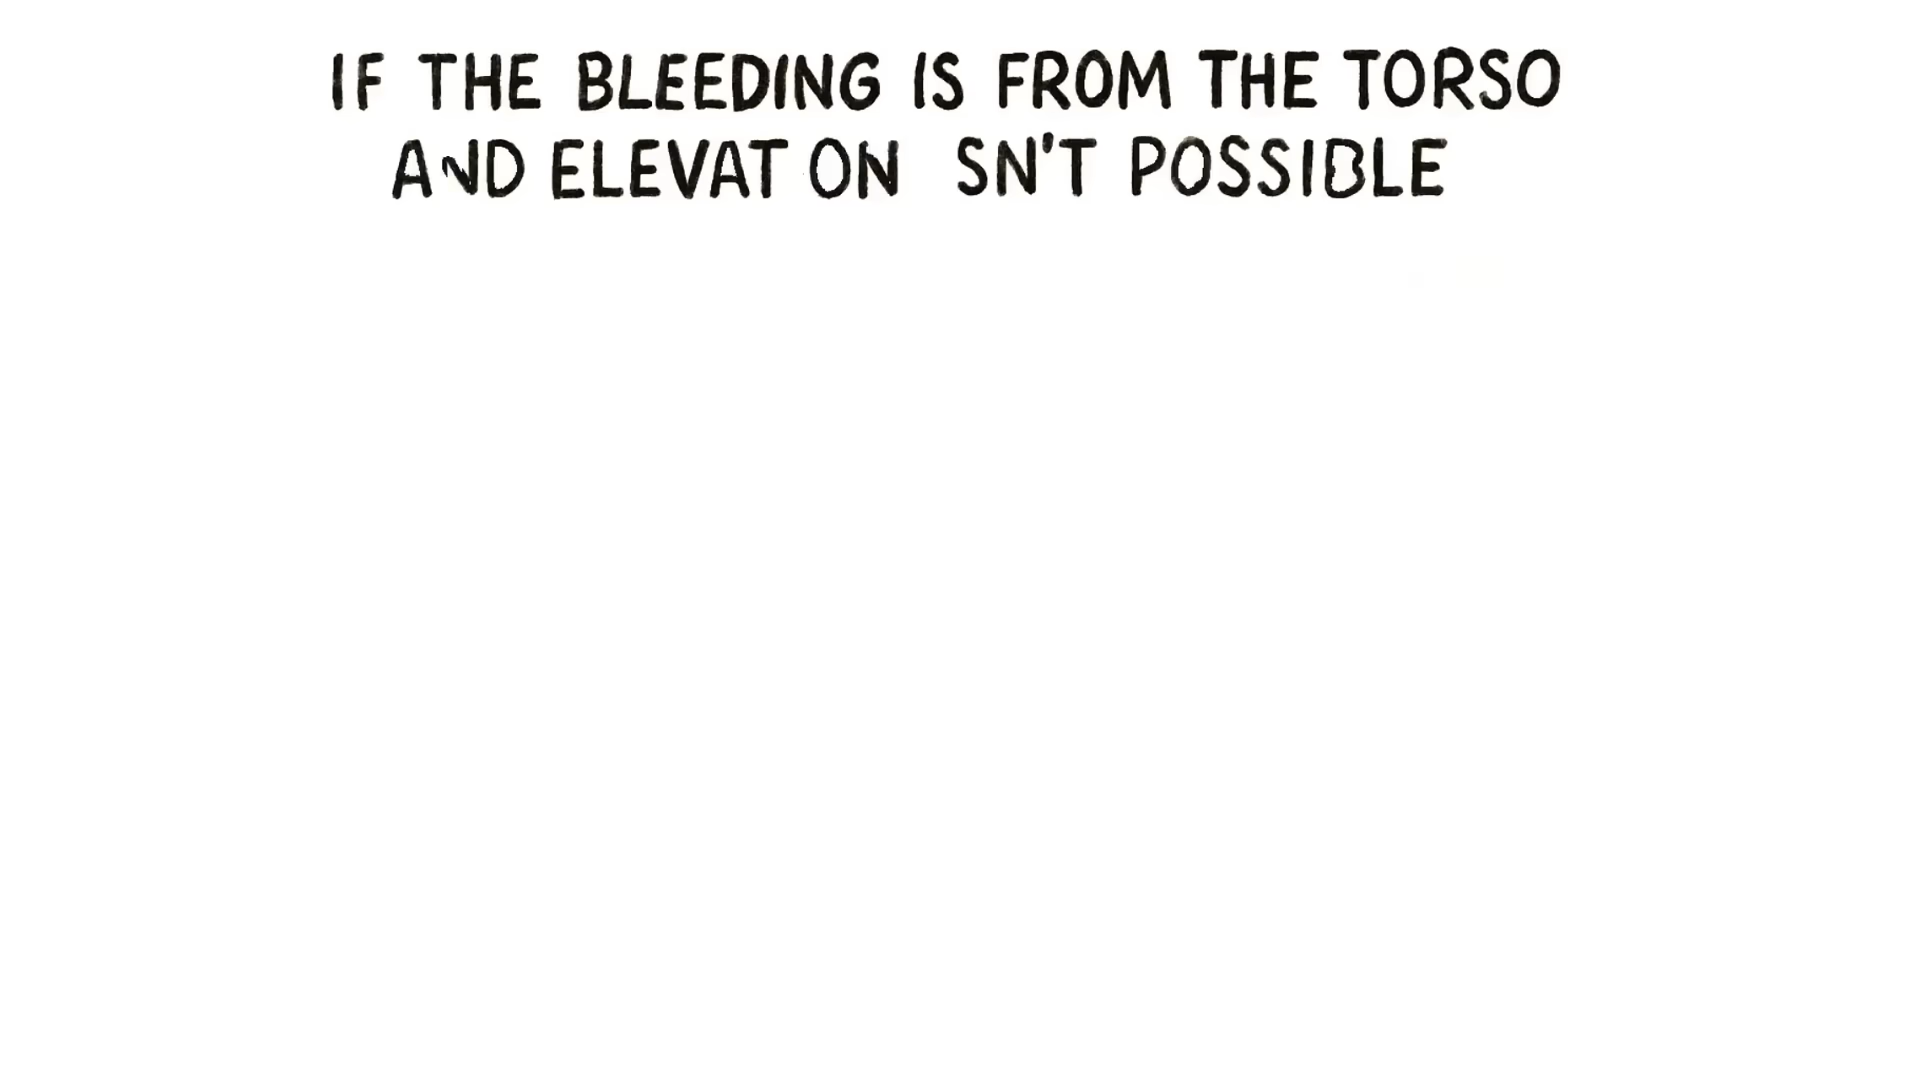 IF THE BLEEDING IS FROM THE TORSO
AND ELEVAT ON SN'T POSSIBLE